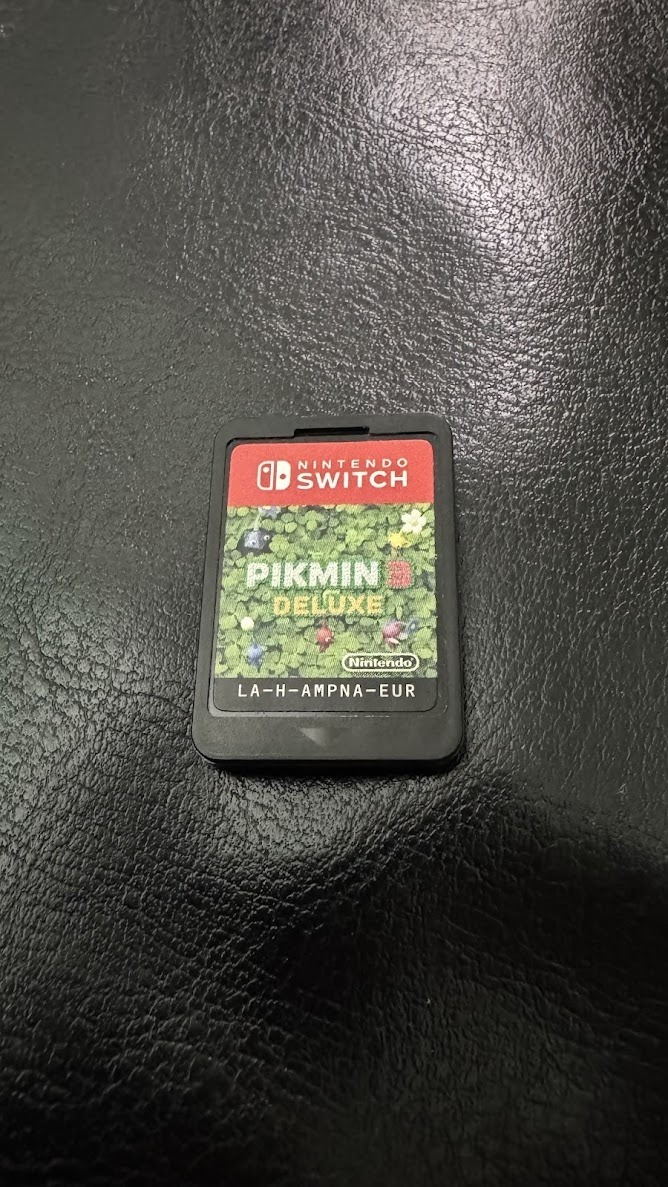 NINTENDO
SWITCH
PIKMIN 3
DELUXE
Nintendo
LA-H-AMPNA-EUR